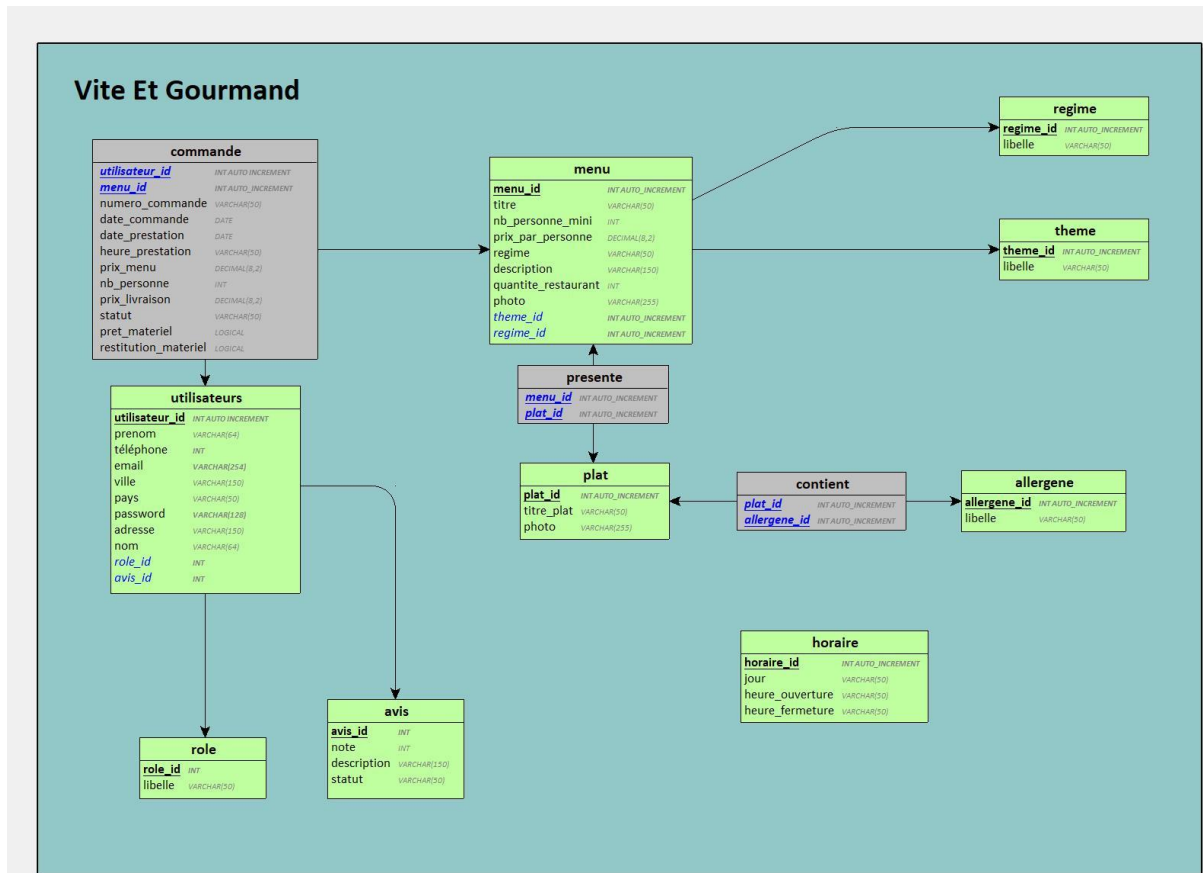 Vite Et Gourmand
commande
utilisateur_id INT AUTO INCREMENT
menu_id INT AUTO_INCREMENT
numero_commande VARCHAR(50)
date_commande DATE
date_prestation DATE
heure_prestation VARCHAR(50)
prix_menu DECIMAL(8,2)
nb_personne INT
prix_livraison DECIMAL(8,2)
statut VARCHAR(50)
pret_materiel LOGICAL
restitution_materiel LOGICAL
menu
menu_id INT AUTO_INCREMENT
titre VARCHAR(50)
nb_personne_mini INT
prix_par_personne DECIMAL(8,2)
regime VARCHAR(50)
description VARCHAR(150)
quantite_restaurant INT
photo VARCHAR(255)
theme_id INT AUTO_INCREMENT
regime_id INT AUTO_INCREMENT
regime
regime_id INT AUTO_INCREMENT
libelle VARCHAR(50)
theme
theme_id INT AUTO_INCREMENT
libelle VARCHAR(50)
presente
menu_id INT AUTO_INCREMENT
plat_id INT AUTO_INCREMENT
utilisateurs
utilisateur_id INT AUTO INCREMENT
prenom VARCHAR(64)
téléphone INT
email VARCHAR(254)
ville VARCHAR(150)
pays VARCHAR(50)
password VARCHAR(128)
adresse VARCHAR(150)
nom VARCHAR(64)
role_id INT
avis_id INT
plat
plat_id INT AUTO_INCREMENT
titre_plat VARCHAR(50)
photo VARCHAR(255)
contient
plat_id INT AUTO_INCREMENT
allergene_id INT AUTO_INCREMENT
allergene
allergene_id INT AUTO_INCREMENT
libelle VARCHAR(50)
horaire
horaire_id INT AUTO_INCREMENT
jour VARCHAR(50)
heure_ouverture VARCHAR(50)
heure_fermeture VARCHAR(50)
avis
avis_id INT
note INT
description VARCHAR(150)
statut VARCHAR(50)
role
role_id INT
libelle VARCHAR(50)